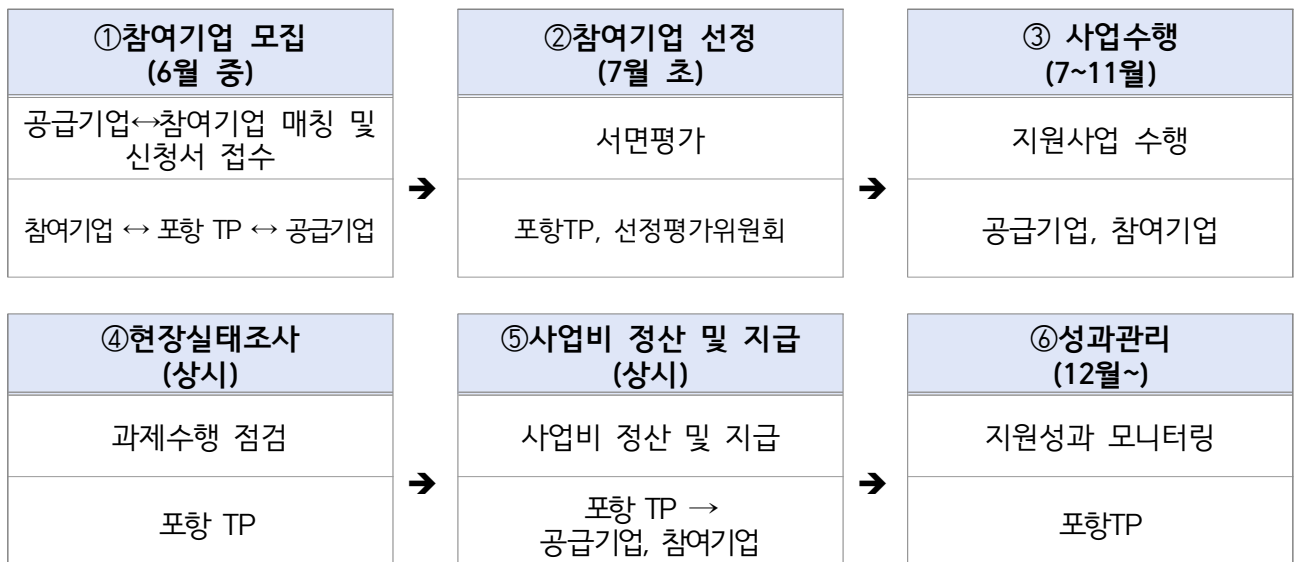 ①참여기업 모집
(6월 중)
공급기업↔참여기업 매칭 및
신청서 접수
참여기업 ↔ 포항 TP ↔ 공급기업
➔
②참여기업 선정
(7월 초)
서면평가
포항TP, 선정평가위원회
➔
③ 사업수행
(7~11월)
지원사업 수행
공급기업, 참여기업
④현장실태조사
(상시)
과제수행 점검
포항 TP
➔
⑤사업비 정산 및 지급
(상시)
사업비 정산 및 지급
포항 TP →
공급기업, 참여기업
➔
⑥성과관리
(12월~)
지원성과 모니터링
포항TP